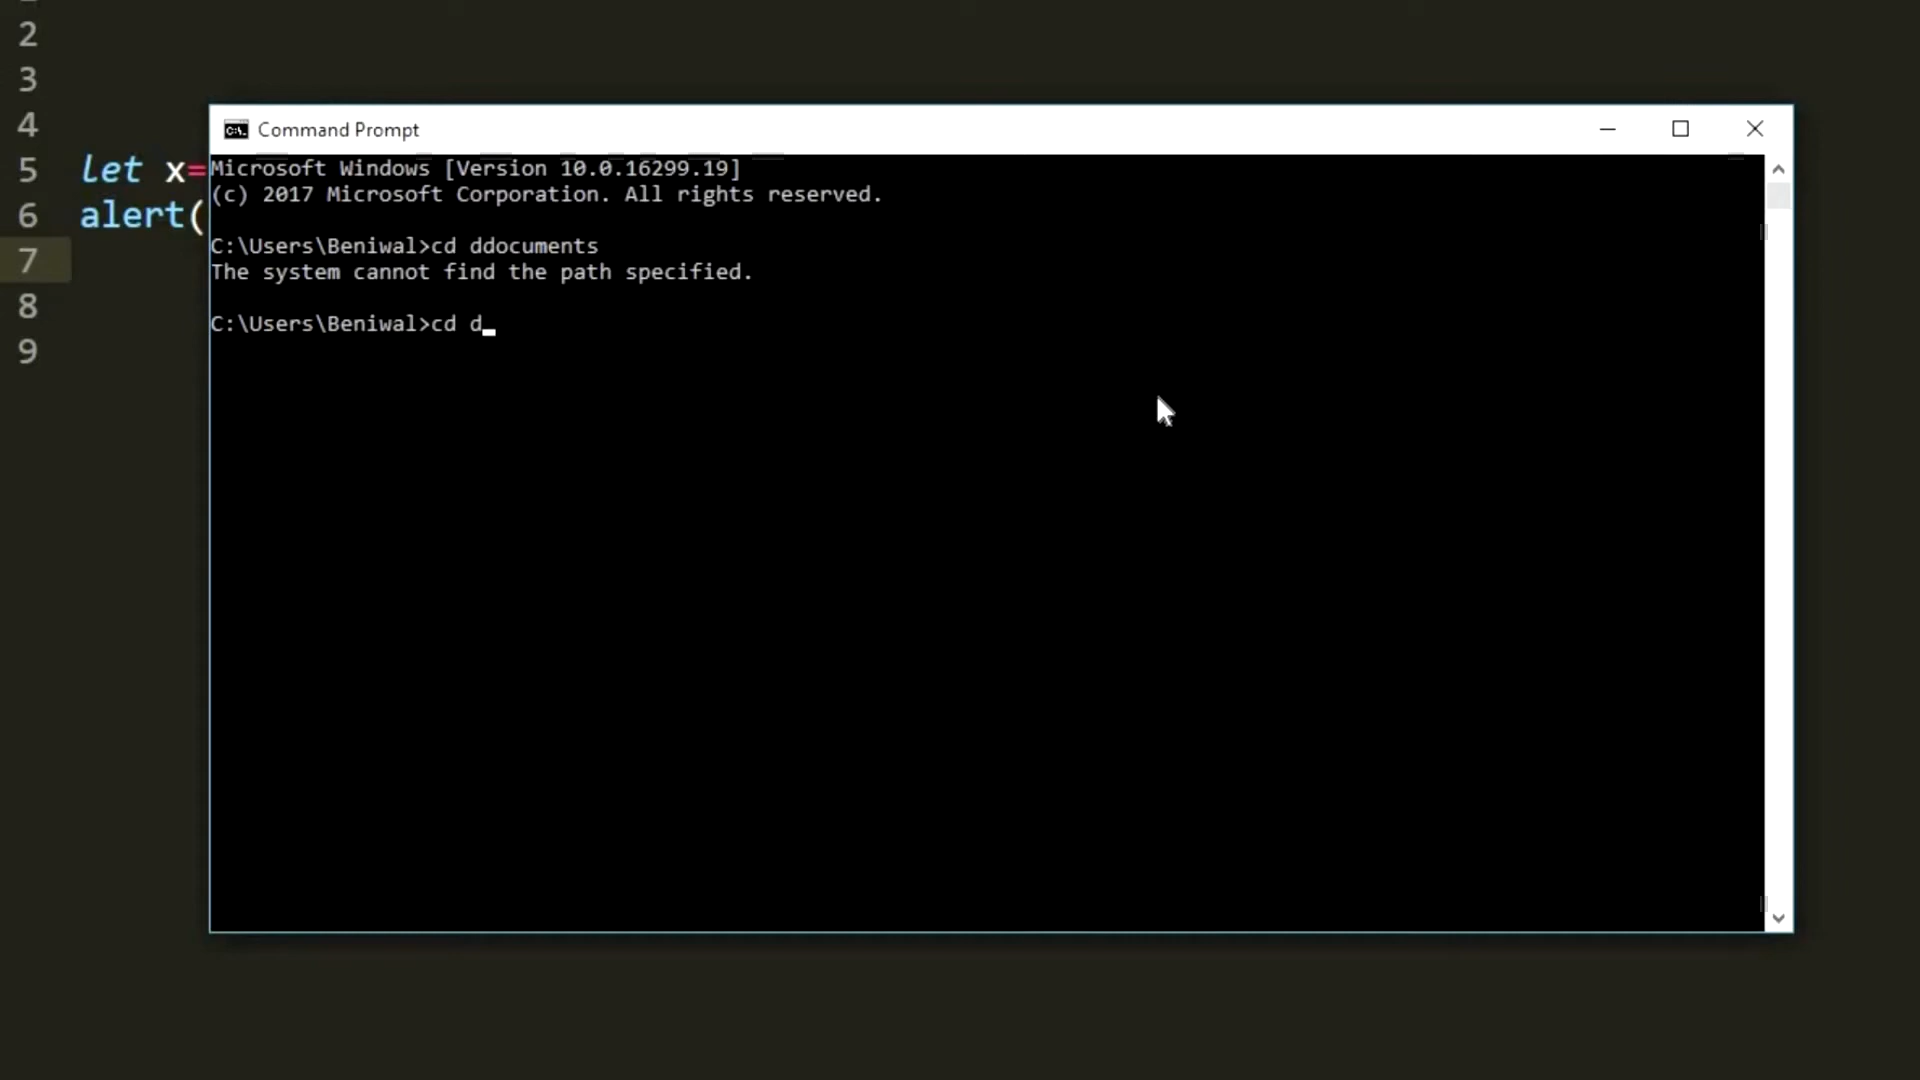 2
3
4
5 let x=
6 alert(
7
8
9
Command Prompt
Microsoft Windows [Version 10.0.16299.19]
(c) 2017 Microsoft Corporation. All rights reserved.
C:\Users\Beniwal>cd ddocuments
The system cannot find the path specified.
C:\Users\Beniwal>cd d_